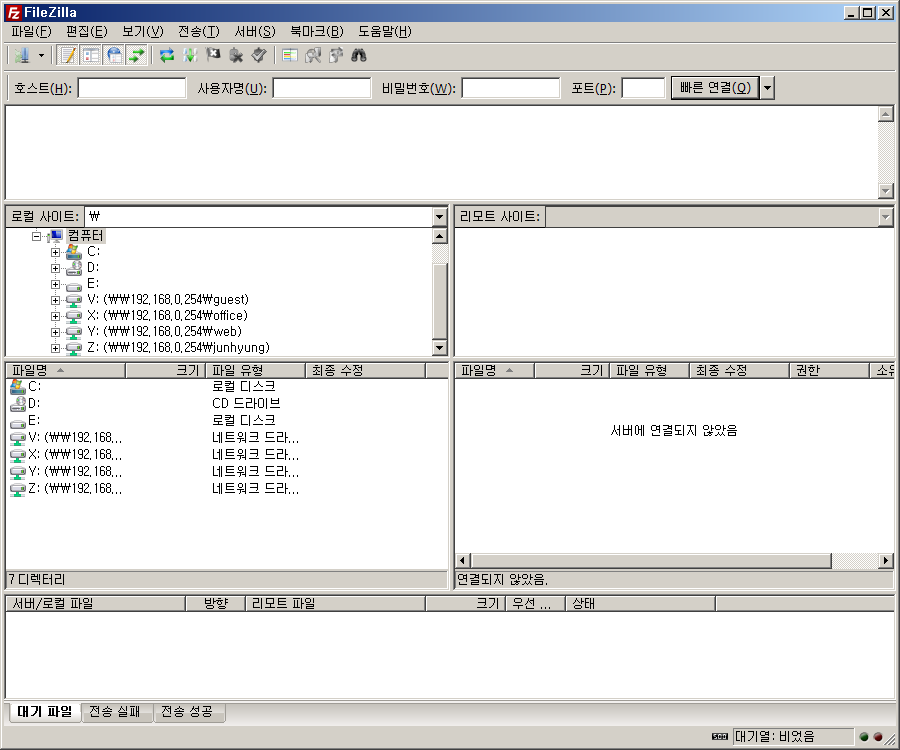 FileZilla
파일(F) 편집(E) 보기(V) 전송(T) 서버(S) 북마크(B) 도움말(H)
호스트(H): 사용자명(U): 비밀번호(W): 포트(P): 빠른 연결(Q)
로컬 사이트: ₩
리모트 사이트:
컴퓨터
C:
D:
E:
V: (₩₩192.168.0.254₩guest)
X: (₩₩192.168.0.254₩office)
Y: (₩₩192.168.0.254₩web)
Z: (₩₩192.168.0.254₩junhyung)
파일명 크기 파일 유형 최종 수정
C: 로컬 디스크
D: CD 드라이브
E: 로컬 디스크
V: (₩₩192.168... 네트워크 드라...
X: (₩₩192.168... 네트워크 드라...
Y: (₩₩192.168... 네트워크 드라...
Z: (₩₩192.168... 네트워크 드라...
7 디렉터리
파일명 크기 파일 유형 최종 수정 권한 소유
서버에 연결되지 않았음
연결되지 않았음.
서버/로컬 파일 방향 리모트 파일 크기 우선 ... 상태
대기 파일 전송 실패 전송 성공
대기열: 비었음